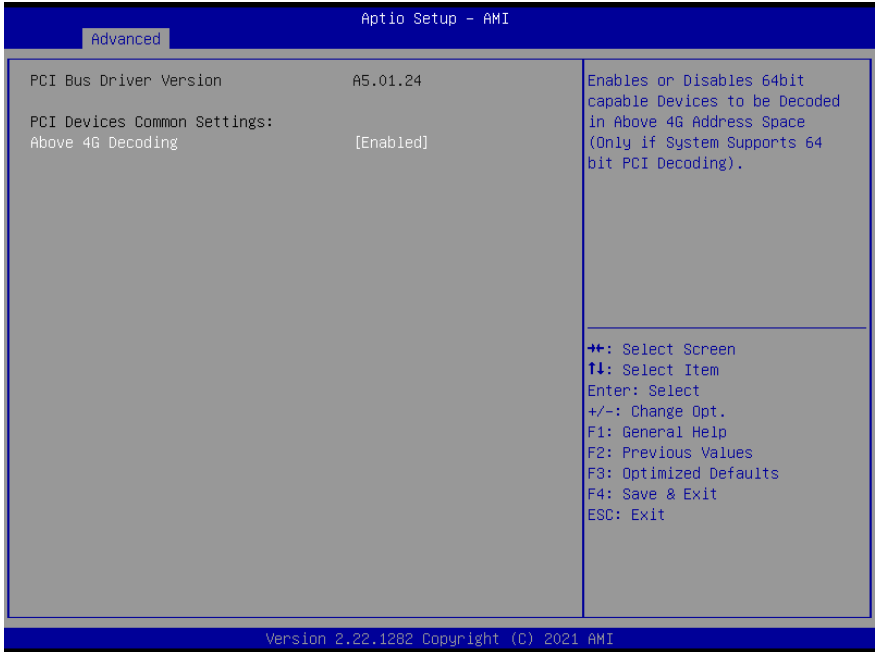 Aptio Setup – AMI
Advanced
PCI Bus Driver Version A5.01.24
PCI Devices Common Settings:
Above 4G Decoding [Enabled]
Enables or Disables 64bit
capable Devices to be Decoded
in Above 4G Address Space
(Only if System Supports 64
bit PCI Decoding).
→←: Select Screen
↑↓: Select Item
Enter: Select
+/-: Change Opt.
F1: General Help
F2: Previous Values
F3: Optimized Defaults
F4: Save & Exit
ESC: Exit
Version 2.22.1282 Copyright (C) 2021 AMI